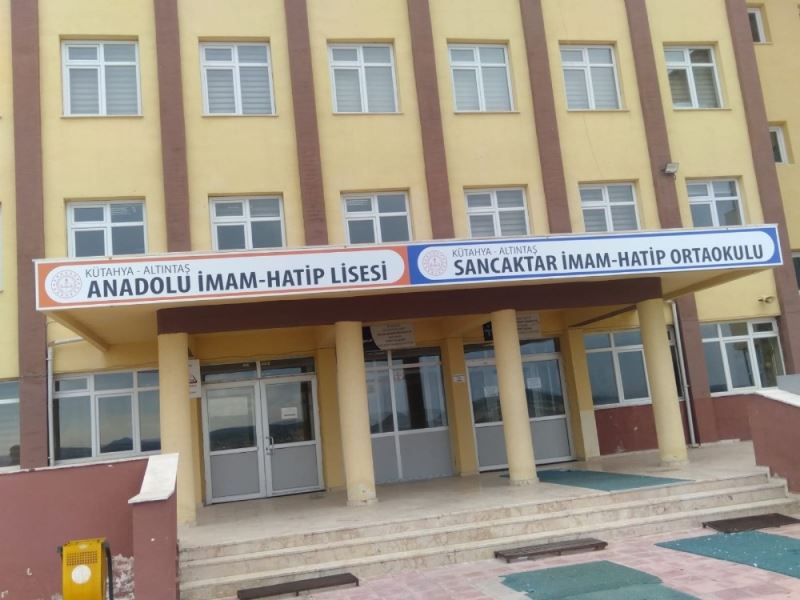 KÜTAHYA - ALTINTAŞ
ANADOLU İMAM-HATİP LİSESİ
KÜTAHYA - ALTINTAŞ
SANCAKTAR İMAM-HATİP ORTAOKULU